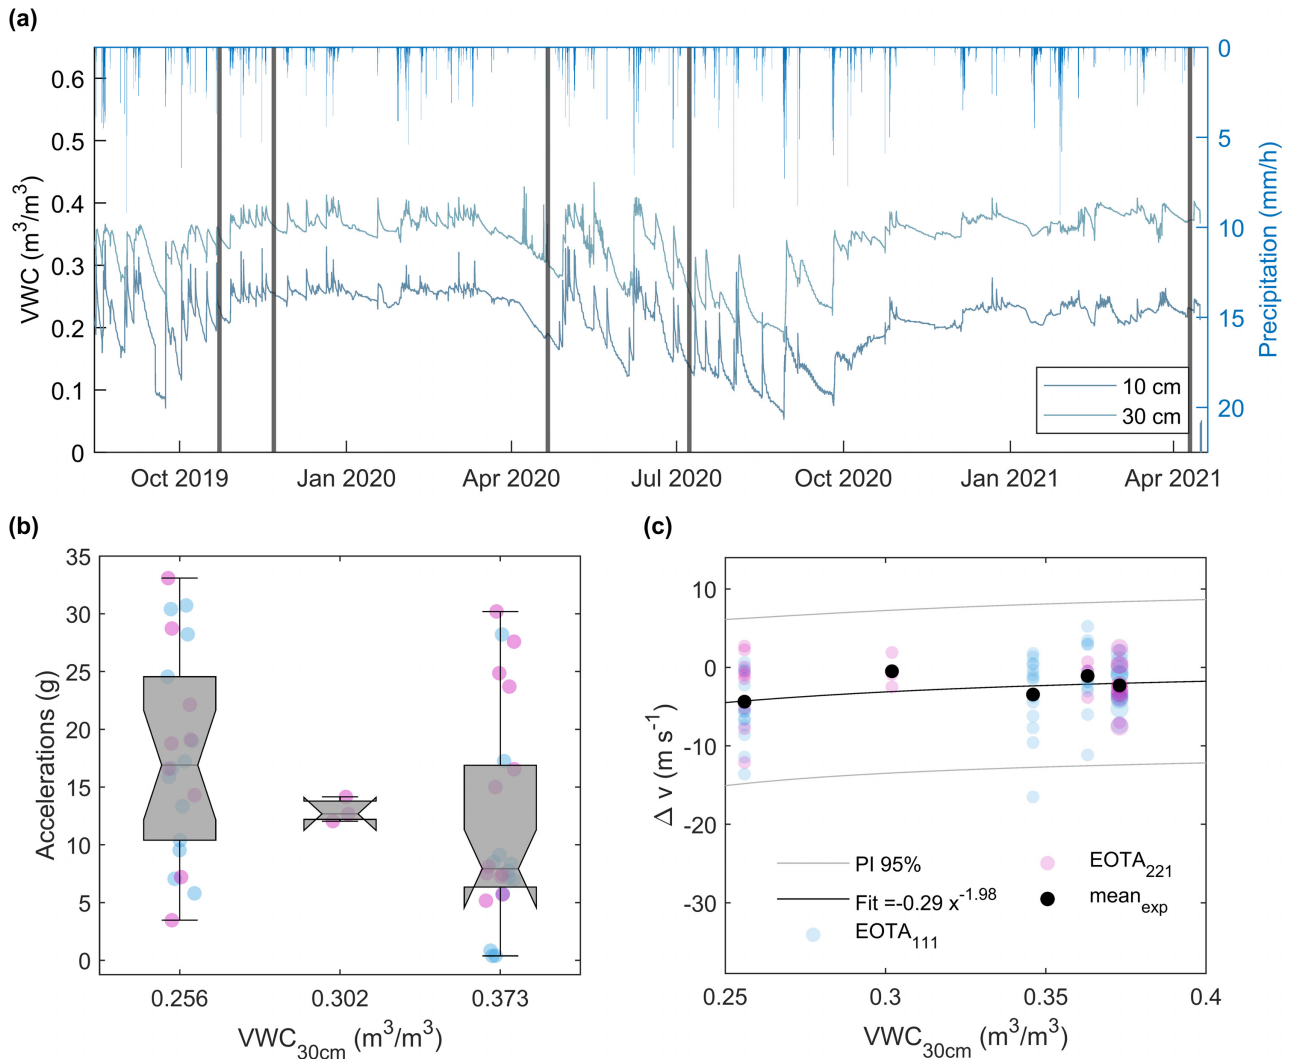 (a)
0.6
0.5
0.4
0.3
0.2
0.1
0
VWC (m³/m³)
0
5
10
15
20
Precipitation (mm/h)
10 cm
30 cm
Oct 2019 Jan 2020 Apr 2020 Jul 2020 Oct 2020 Jan 2021 Apr 2021
(b)
35
30
25
20
15
10
5
0
Accelerations (g)
0.256 0.302 0.373
VWC₃₀cm (m³/m³)
(c)
10
0
-10
-20
-30
Δ v (m s⁻¹)
PI 95%
Fit =-0.29 x⁻¹·⁹⁸
EOTA₁₁₁
EOTA₂₂₁
meanₑₓₚ
0.25 0.3 0.35 0.4
VWC₃₀cm (m³/m³)